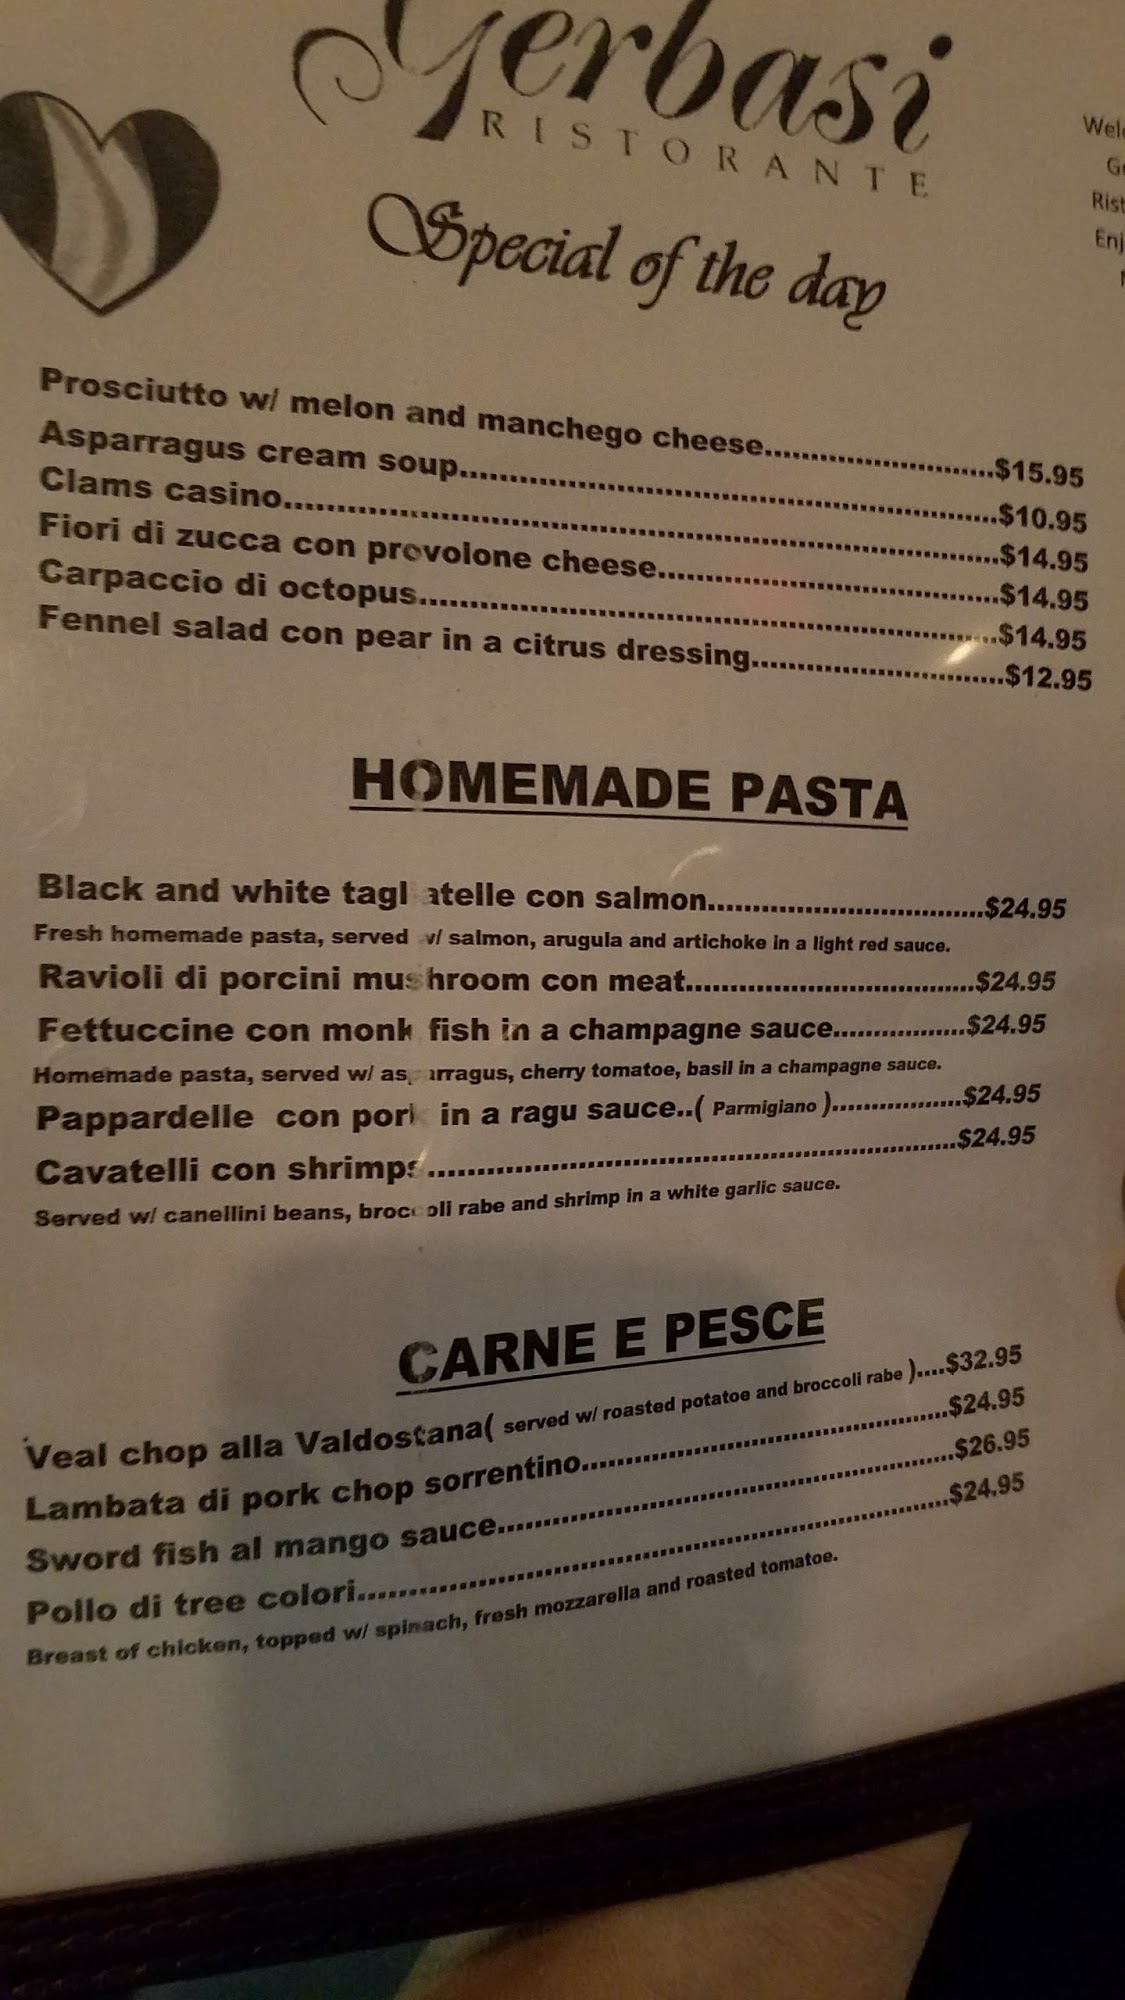 Gerbasi
RISTORANTE
Special of the day
Prosciutto w/ melon and manchego cheese..........................$15.95
Asparragus cream soup............................................................$10.95
Clams casino................................................................................$14.95
Fiori di zucca con provolone cheese......................................$14.95
Carpaccio di octopus.................................................................$14.95
Fennel salad con pear in a citrus dressing............................$12.95
HOMEMADE PASTA
Black and white tagliatelle con salmon................................$24.95
Fresh homemade pasta, served w/ salmon, arugula and artichoke in a light red sauce.
Ravioli di porcini mushroom con meat.................................$24.95
Fettuccine con monk fish in a champagne sauce.................$24.95
Homemade pasta, served w/ asparragus, cherry tomatoe, basil in a champagne sauce.
Pappardelle con pork in a ragu sauce..( Parmigiano )..................$24.95
Cavatelli con shrimps............................................................$24.95
Served w/ canellini beans, broccoli rabe and shrimp in a white garlic sauce.
CARNE E PESCE
Veal chop alla Valdostana( served w/ roasted potatoe and broccoli rabe )....$32.95
Lambata di pork chop sorrentino..........................................$24.95
Sword fish al mango sauce....................................................$26.95
Pollo di tree colori....................................................................$24.95
Breast of chicken, topped w/ spinach, fresh mozzarella and roasted tomatoe.